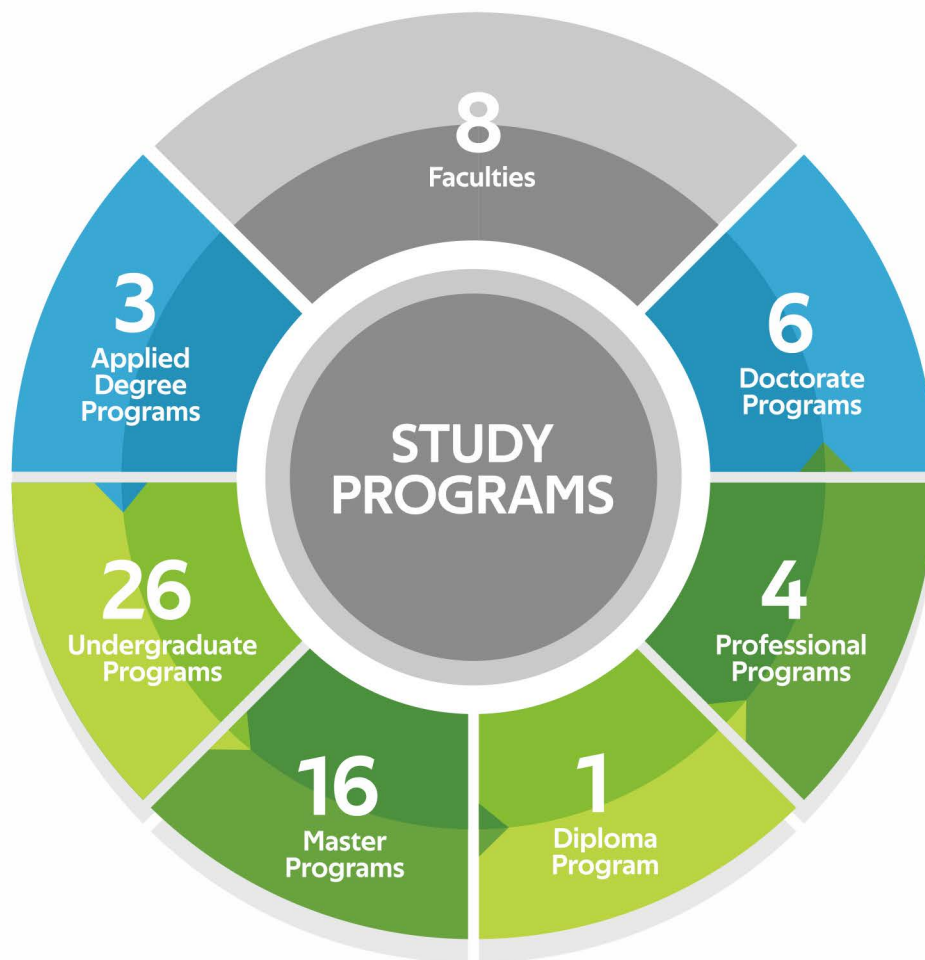 8
Faculties
3
Applied
Degree
Programs
6
Doctorate
Programs
STUDY
PROGRAMS
26
Undergraduate
Programs
4
Professional
Programs
16
Master
Programs
1
Diploma
Program